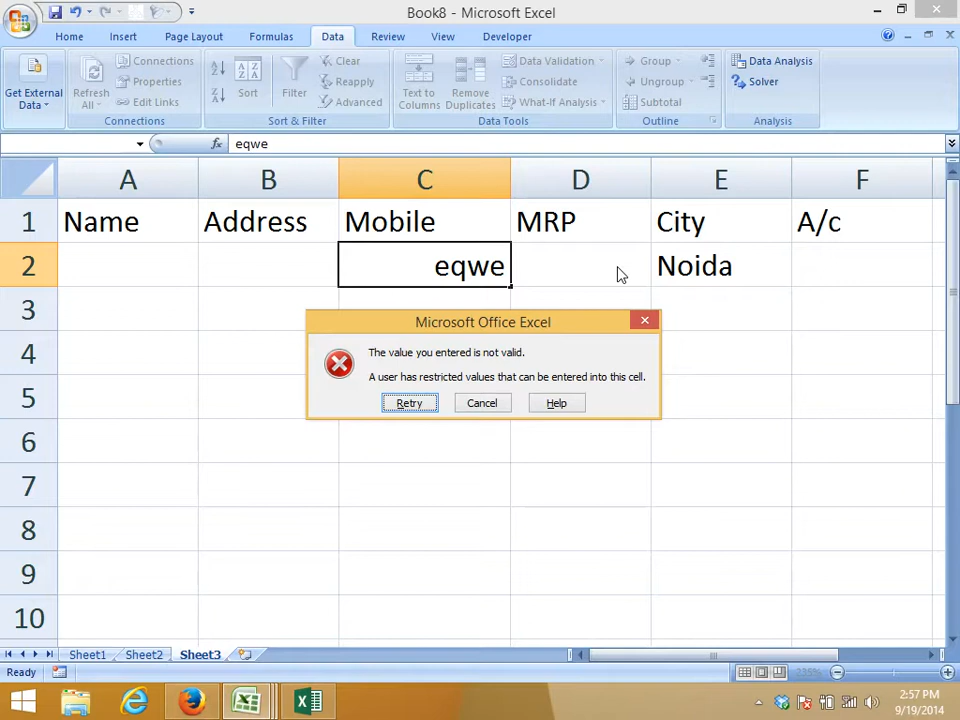 Book8 - Microsoft Excel
Home Insert Page Layout Formulas Data Review View Developer
Get External Data
Refresh All
Connections
Properties
Edit Links
Connections
Sort
Filter
Clear
Reapply
Advanced
Sort & Filter
Text to Columns
Remove Duplicates
Data Validation
Consolidate
What-If Analysis
Data Tools
Group
Ungroup
Subtotal
Outline
Data Analysis
Solver
Analysis
fx eqwe
A B C D E F
1 Name Address Mobile MRP City A/c
2 eqwe Noida
3
4
5
6
7
8
9
10
Microsoft Office Excel
The value you entered is not valid.
A user has restricted values that can be entered into this cell.
Retry Cancel Help
Sheet1 Sheet2 Sheet3
Ready 235%
2:57 PM
9/19/2014